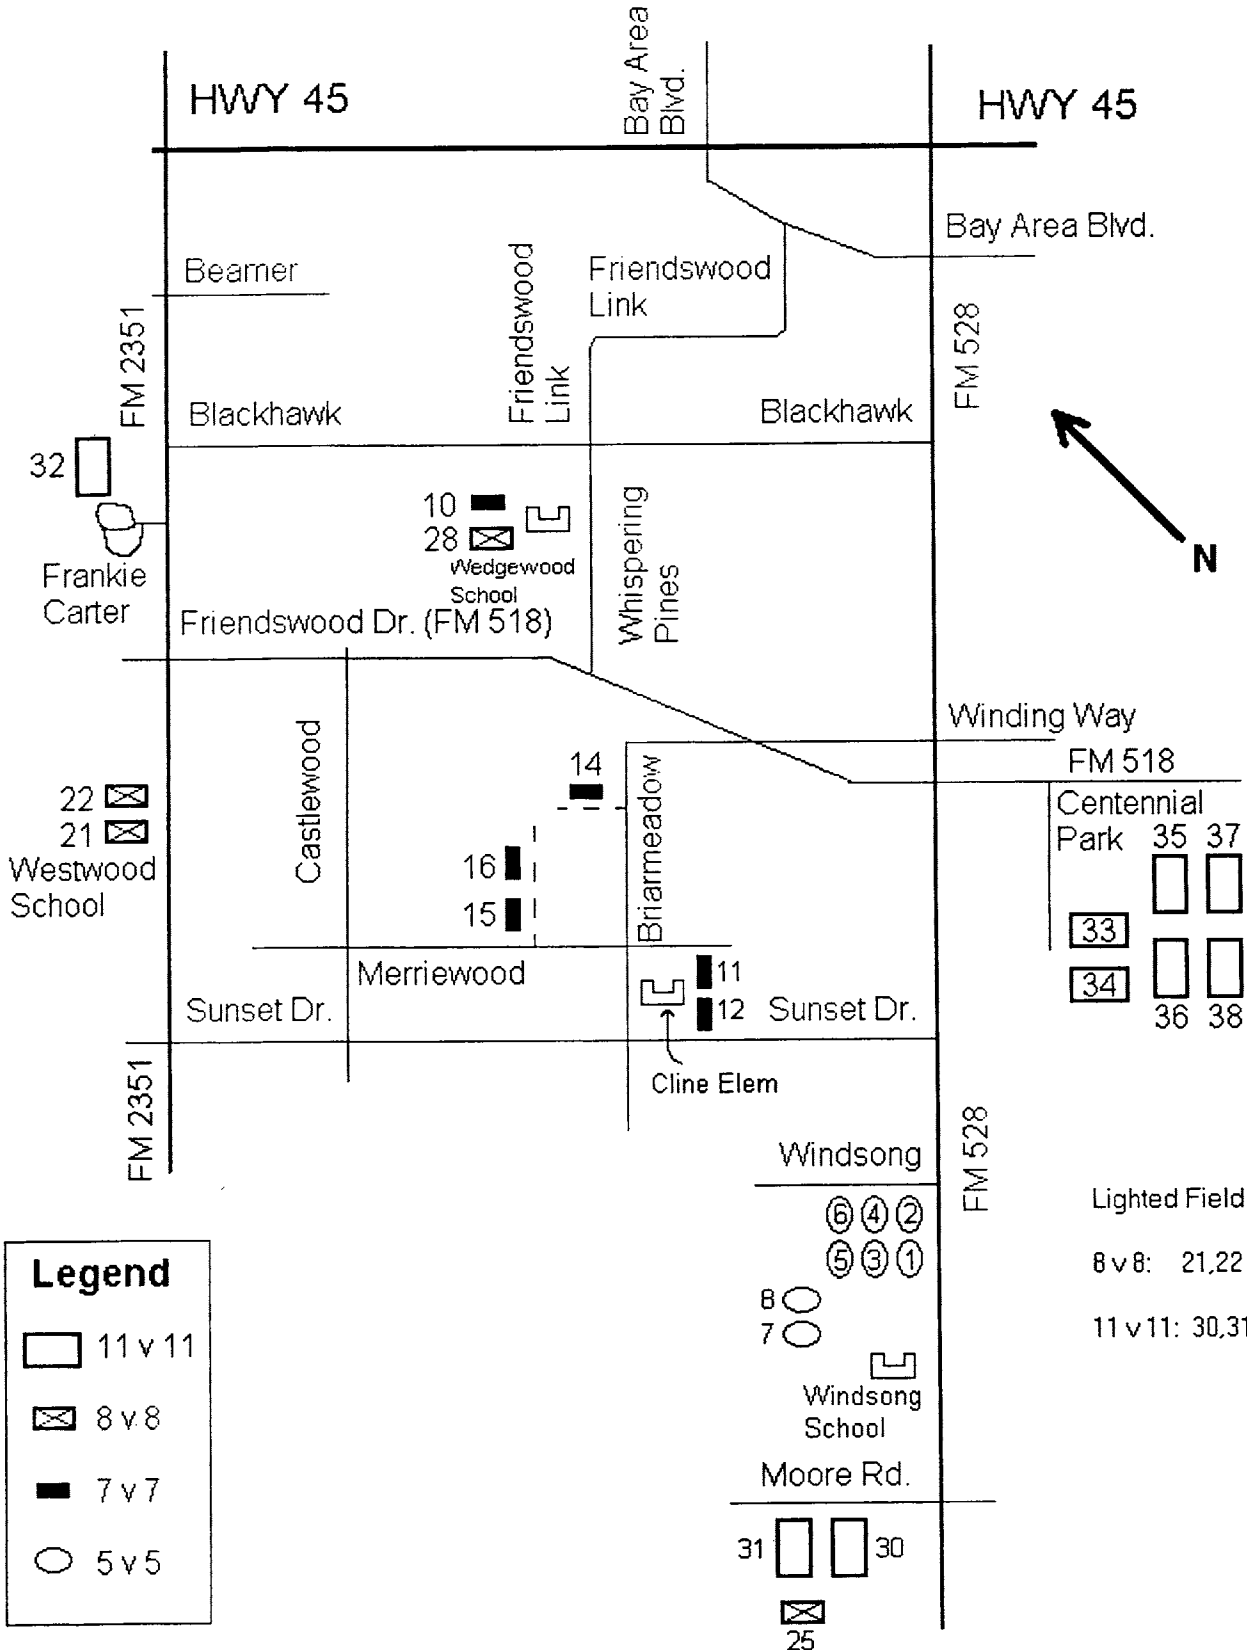 Bay Area
Blvd.
HWY 45
HWY 45
Bay Area Blvd.
Beamer
Friendswood
Link
Friendswood
Link
FM 2351
FM 528
Blackhawk
Blackhawk
32
10
28
Wedgewood
School
Whispering
Pines
N
Frankie
Carter
Friendswood Dr. (FM 518)
Winding Way
FM 518
Castlewood
14
Briarmeadow
Centennial
Park
35
37
22
21
Westwood
School
16
15
33
34
36
38
Merriewood
11
12
Sunset Dr.
Sunset Dr.
Cline Elem
FM 2351
FM 528
Windsong
6 4 2
5 3 1
8
7
Windsong
School
Moore Rd.
31
30
25
Lighted Field
8 v 8: 21,22
11 v 11: 30,31
Legend
11 v 11
8 v 8
7 v 7
5 v 5